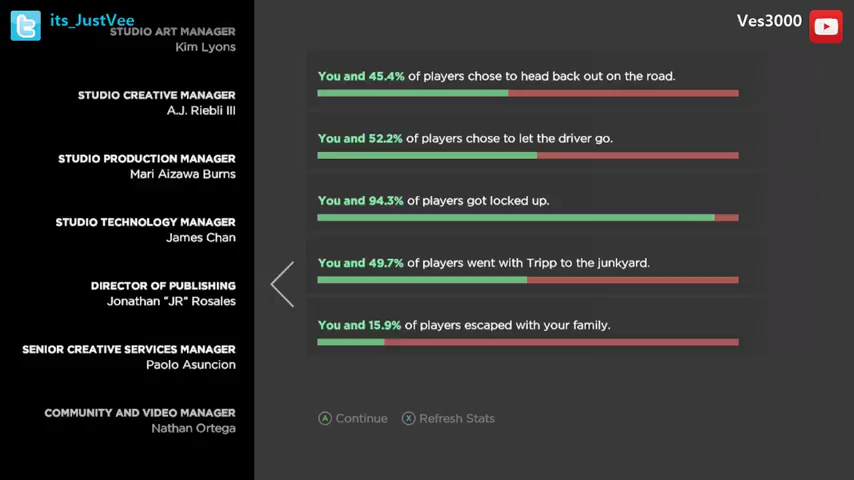 its_JustVee
Ves3000
STUDIO ART MANAGER
Kim Lyons
STUDIO CREATIVE MANAGER
A.J. Riebli III
STUDIO PRODUCTION MANAGER
Mari Aizawa Burns
STUDIO TECHNOLOGY MANAGER
James Chan
DIRECTOR OF PUBLISHING
Jonathan "JR" Rosales
SENIOR CREATIVE SERVICES MANAGER
Paolo Asuncion
COMMUNITY AND VIDEO MANAGER
Nathan Ortega
You and 45.4% of players chose to head back out on the road.
You and 52.2% of players chose to let the driver go.
You and 94.3% of players got locked up.
You and 49.7% of players went with Tripp to the junkyard.
You and 15.9% of players escaped with your family.
A Continue X Refresh Stats